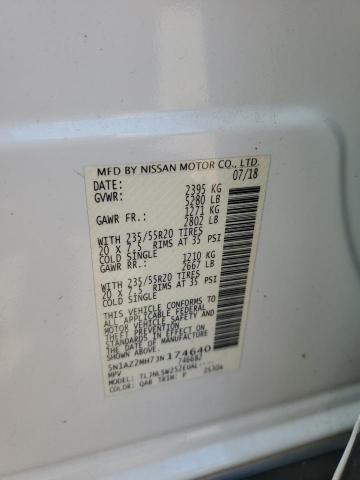 MFD BY NISSAN MOTOR CO., LTD.
DATE: 07/18
GVWR: 2395 KG
5280 LB
GAWR FR.: 1271 KG
2802 LB
WITH 235/55R20 TIRES
20 X 7.5 RIMS AT 35 PSI
COLD SINGLE
GAWR RR.: 1210 KG
2667 LB
WITH 235/55R20 TIRES
20 X 7.5 RIMS AT 35 PSI
COLD SINGLE
THIS VEHICLE CONFORMS TO
ALL APPLICABLE FEDERAL
MOTOR VEHICLE SAFETY AND
THEFT PREVENTION STANDARDS
IN EFFECT ON THE DATE OF
MANUFACTURE SHOWN ABOVE.
5N1AZ2MH7JN174640
MPV 746682
MODEL: TLJNLSWZ52EUAL----
COLOR: QAB TRIM: P 2530A